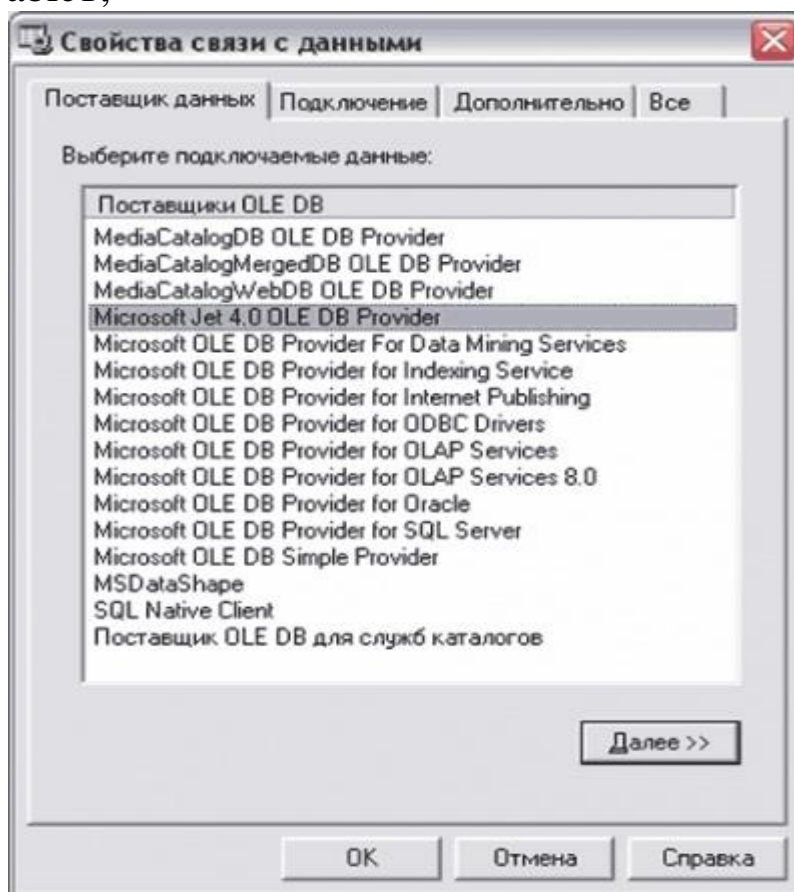 Свойства связи с данными
Поставщик данных Подключение Дополнительно Все
Выберите подключаемые данные:
Поставщики OLE DB
MediaCatalogDB OLE DB Provider
MediaCatalogMergedDB OLE DB Provider
MediaCatalogWebDB OLE DB Provider
Microsoft Jet 4.0 OLE DB Provider
Microsoft OLE DB Provider For Data Mining Services
Microsoft OLE DB Provider for Indexing Service
Microsoft OLE DB Provider for Internet Publishing
Microsoft OLE DB Provider for ODBC Drivers
Microsoft OLE DB Provider for OLAP Services
Microsoft OLE DB Provider for OLAP Services 8.0
Microsoft OLE DB Provider for Oracle
Microsoft OLE DB Provider for SQL Server
Microsoft OLE DB Simple Provider
MSDataShape
SQL Native Client
Поставщик OLE DB для служб каталогов
Далее >>
OK Отмена Справка